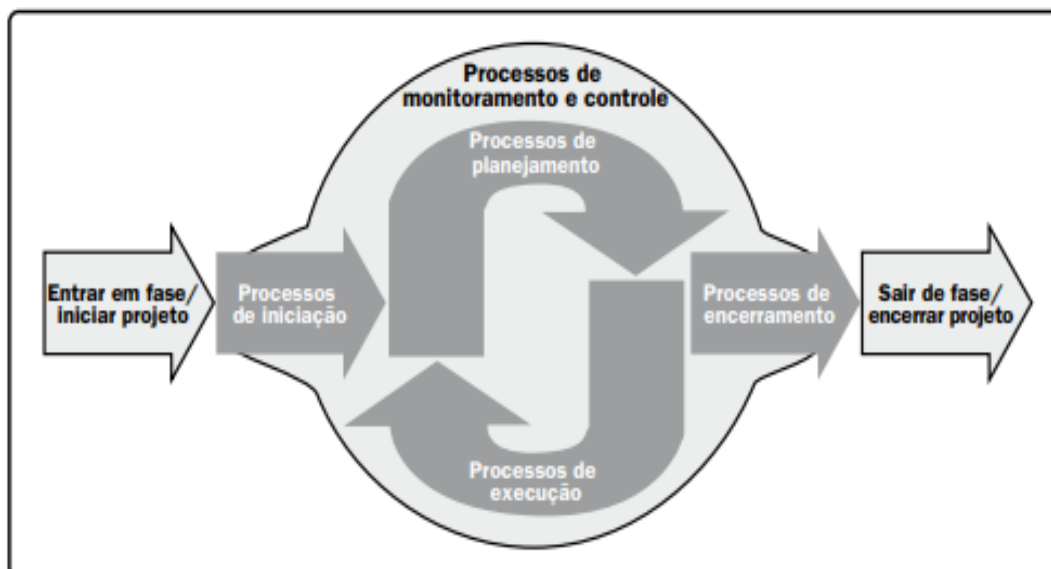 Processos de
monitoramento e controle
Processos de
planejamento
Entrar em fase/
iniciar projeto
Processos
de iniciação
Processos de
encerramento
Sair de fase/
encerrar projeto
Processos de
execução